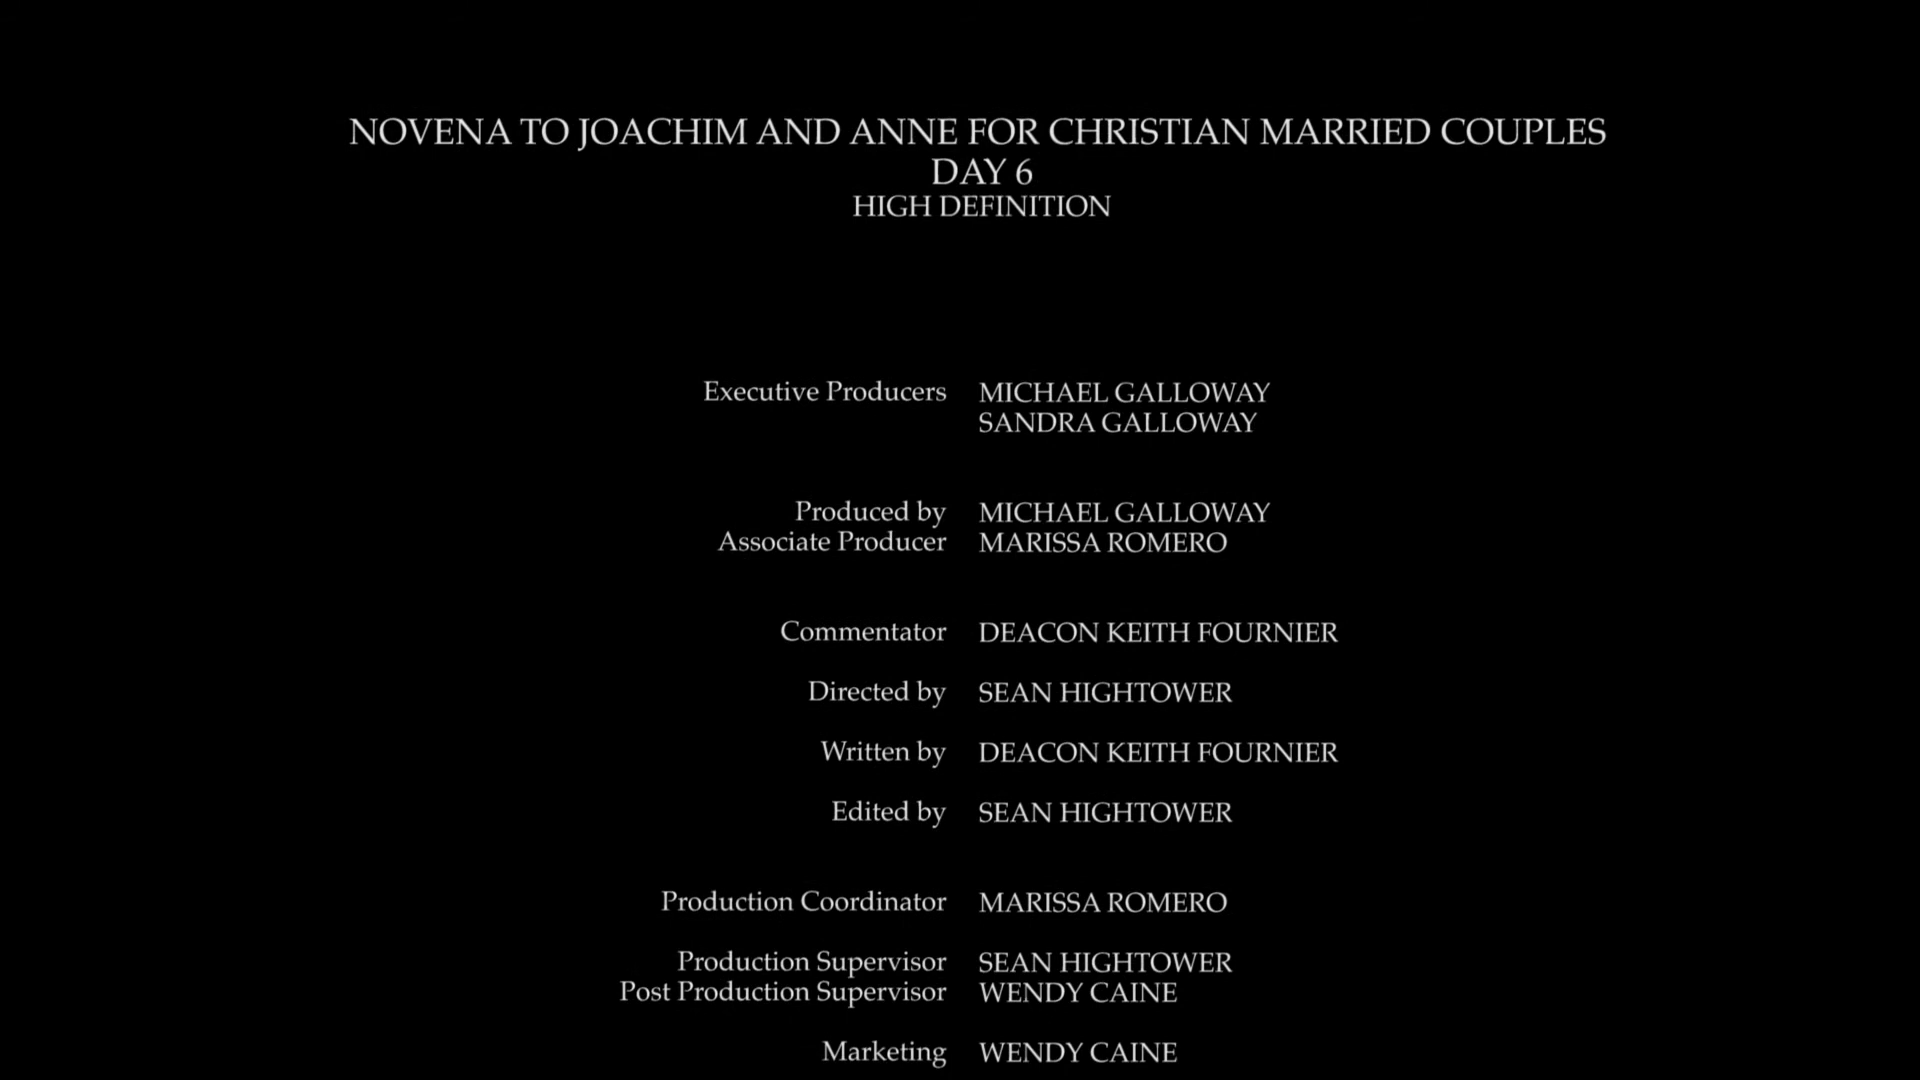 NOVENA TO JOACHIM AND ANNE FOR CHRISTIAN MARRIED COUPLES
DAY 6
HIGH DEFINITION
Executive Producers MICHAEL GALLOWAY
SANDRA GALLOWAY
Produced by MICHAEL GALLOWAY
Associate Producer MARISSA ROMERO
Commentator DEACON KEITH FOURNIER
Directed by SEAN HIGHTOWER
Written by DEACON KEITH FOURNIER
Edited by SEAN HIGHTOWER
Production Coordinator MARISSA ROMERO
Production Supervisor SEAN HIGHTOWER
Post Production Supervisor WENDY CAINE
Marketing WENDY CAINE